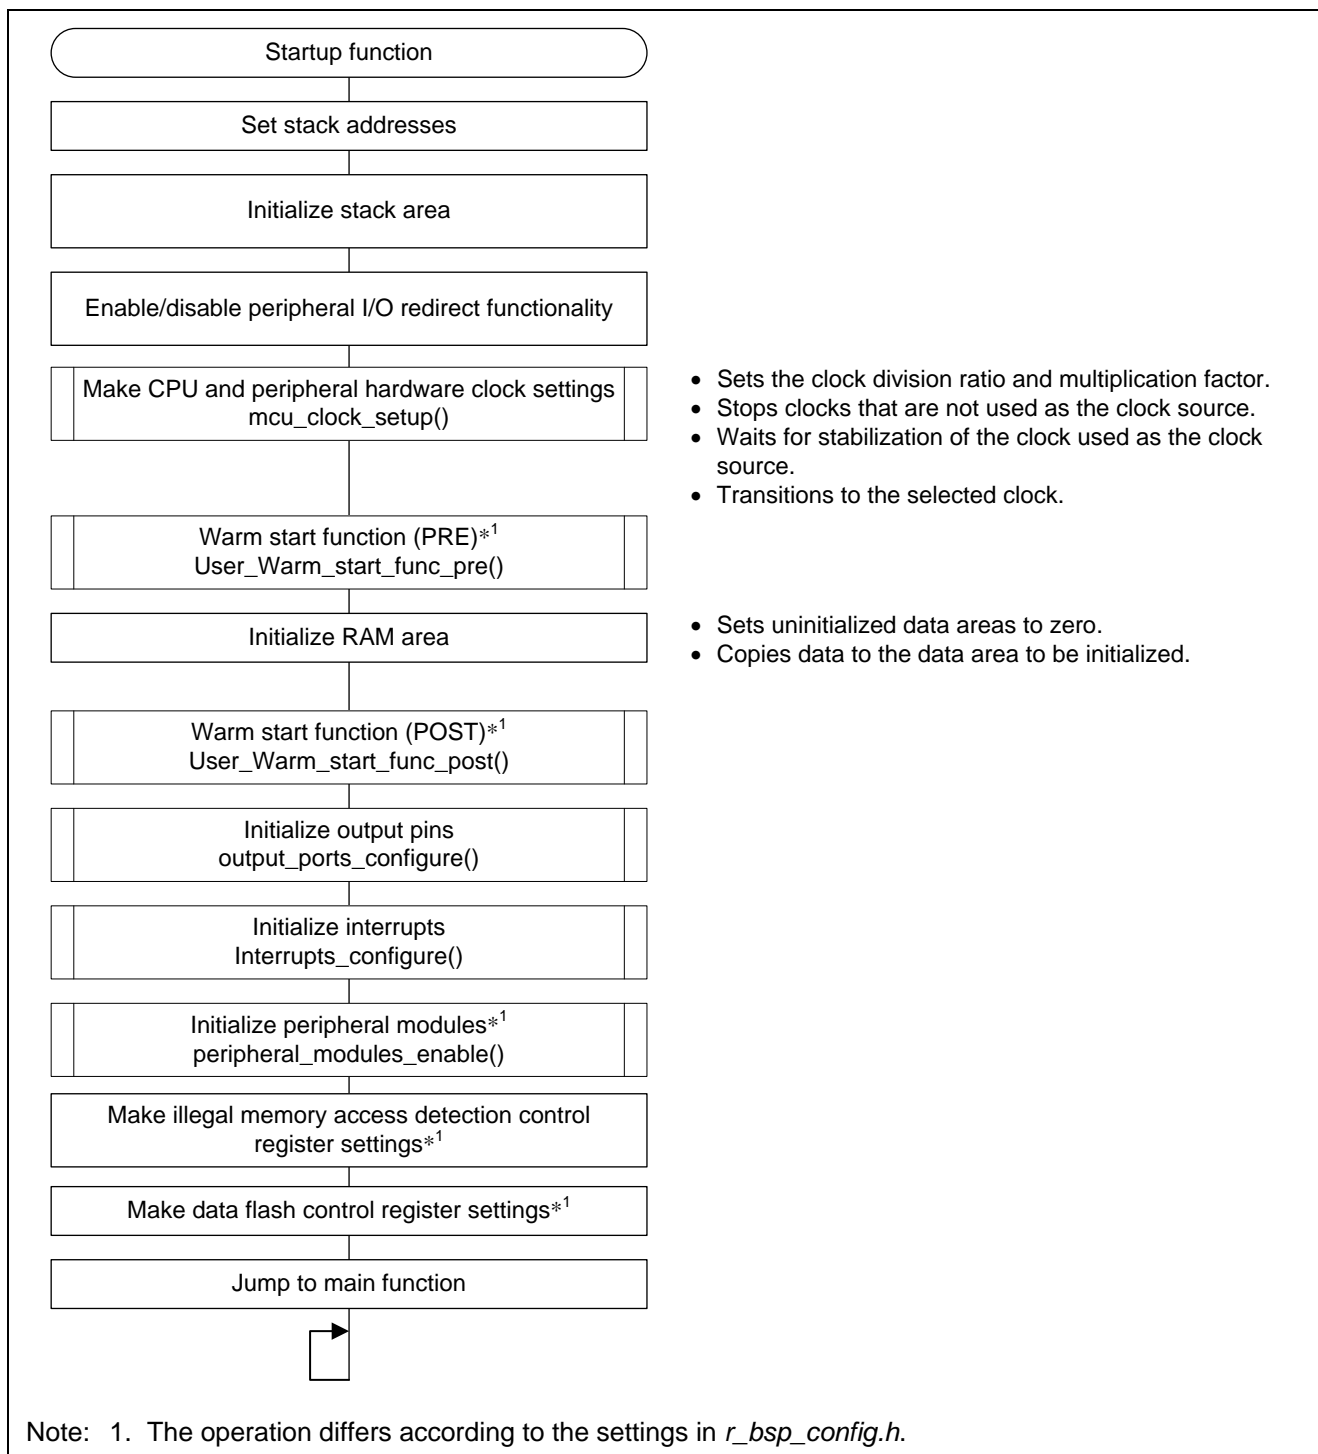 Startup function
Set stack addresses
Initialize stack area
Enable/disable peripheral I/O redirect functionality
Make CPU and peripheral hardware clock settings
mcu_clock_setup()
• Sets the clock division ratio and multiplication factor.
• Stops clocks that are not used as the clock source.
• Waits for stabilization of the clock used as the clock
source.
• Transitions to the selected clock.
Warm start function (PRE)*1
User_Warm_start_func_pre()
Initialize RAM area
• Sets uninitialized data areas to zero.
• Copies data to the data area to be initialized.
Warm start function (POST)*1
User_Warm_start_func_post()
Initialize output pins
output_ports_configure()
Initialize interrupts
Interrupts_configure()
Initialize peripheral modules*1
peripheral_modules_enable()
Make illegal memory access detection control
register settings*1
Make data flash control register settings*1
Jump to main function
Note: 1. The operation differs according to the settings in r_bsp_config.h.